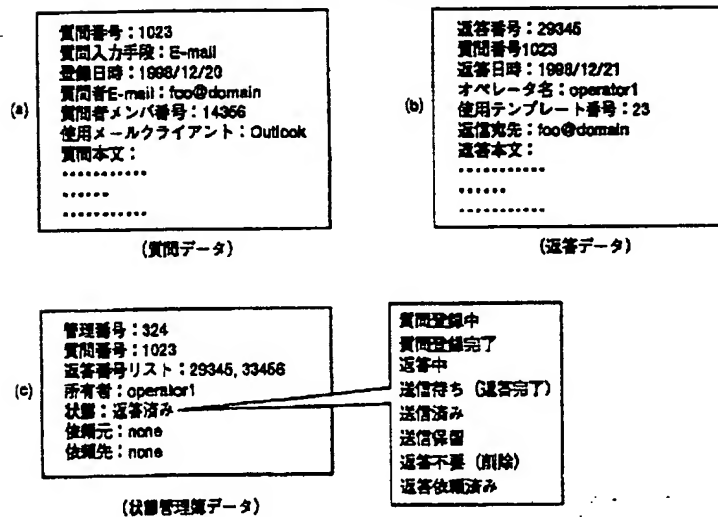 (a)
質問番号：1023
質問入力手段：E-mail
登録日時：1998/12/20
質問者E-mail：foo@domain
質問者メンバ番号：14356
使用メールクライアント：Outlook
質問本文：
…………
……
…………
(質問データ)
(b)
返答番号：29345
質問番号1023
返答日時：1998/12/21
オペレータ名：operator1
使用テンプレート番号：23
返信宛先：foo@domain
返答本文：
…………
……
…………
(返答データ)
(c)
管理番号：324
質問番号：1023
返答番号リスト：29345, 33456
所有者：operator1
状態：返答済み
依頼元：none
依頼先：none
(状態管理簿データ)
質問登録中
質問登録完了
返答中
送信待ち（返答完了）
送信済み
送信保留
返答不要（削除）
返答依頼済み